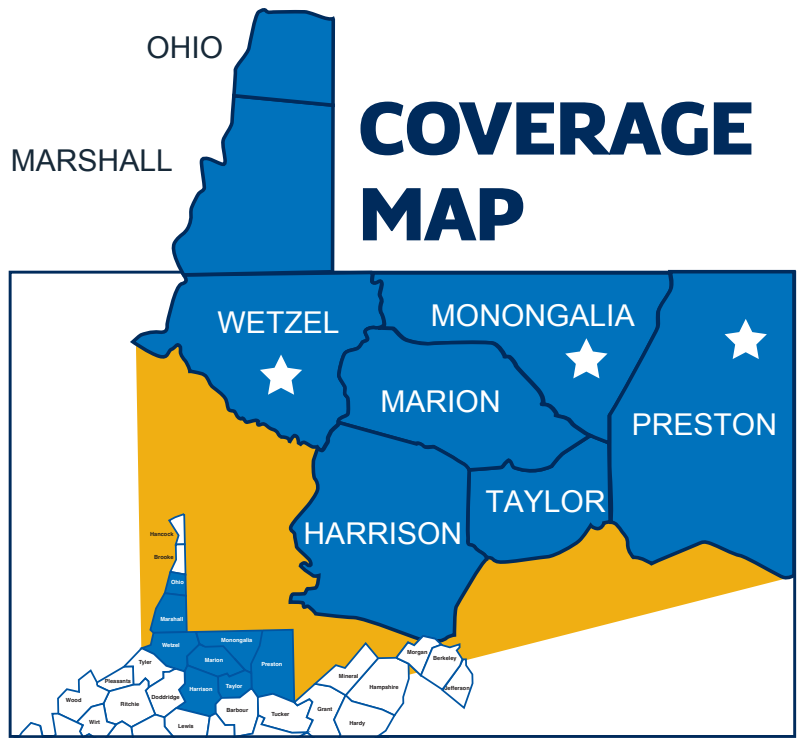 OHIO
COVERAGE
MARSHALL
MAP
WETZEL
MONONGALIA
MARION
PRESTON
TAYLOR
HARRISON
Hancock
Brooke
Ohio
Marshall
Wetzel
Monongalia
Marion
Preston
Tyler
Pleasants
Harrison
Taylor
Wood
Ritchie
Doddridge
Wirt
Lewis
Barbour
Tucker
Morgan
Berkeley
Mineral
Hampshire
Jefferson
Grant
Hardy